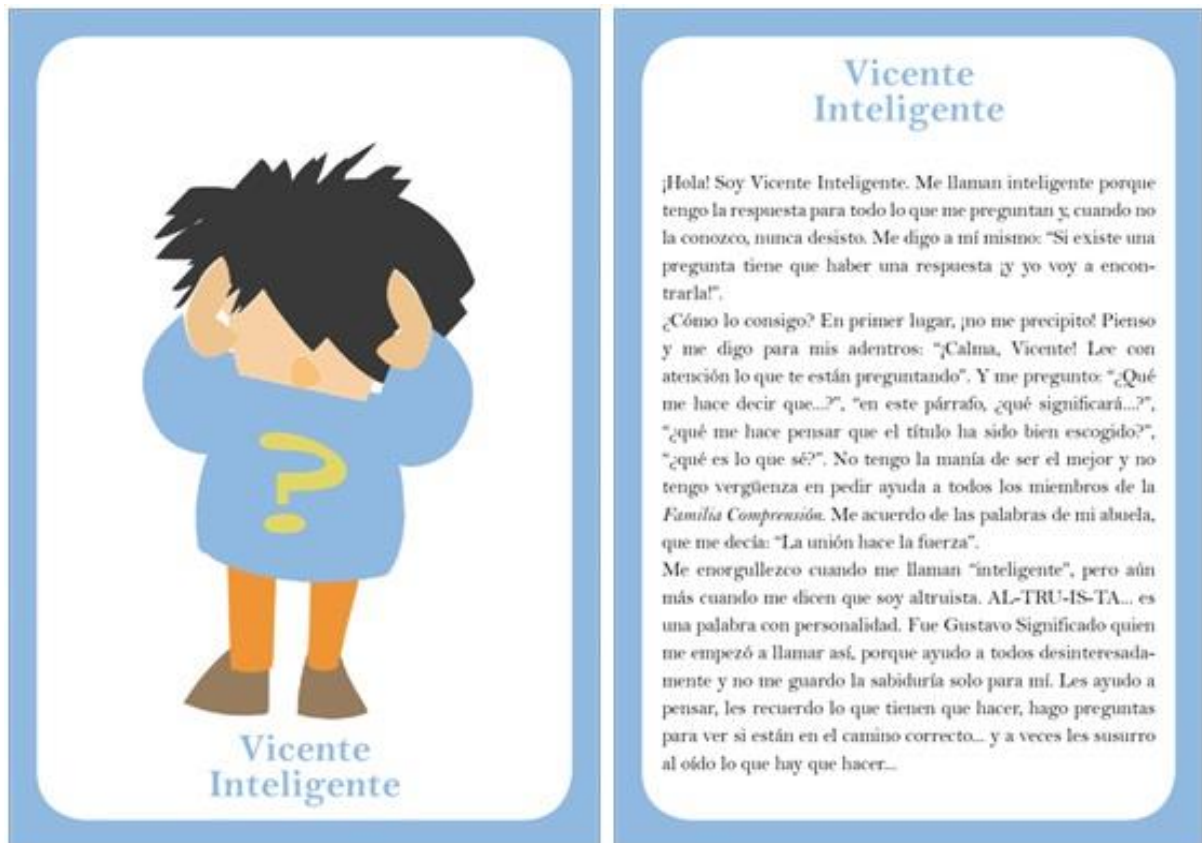 Vicente
Inteligente
Vicente
Inteligente
¡Hola! Soy Vicente Inteligente. Me llaman inteligente porque
tengo la respuesta para todo lo que me preguntan y, cuando no
la conozco, nunca desisto. Me digo a mí mismo: “Si existe una
pregunta tiene que haber una respuesta ¡y yo voy a encon-
trarla!”.
¿Cómo lo consigo? En primer lugar, ¡no me precipito! Pienso
y me digo para mis adentros: “¡Calma, Vicente! Lee con
atención lo que te están preguntando”. Y me pregunto: “¿Qué
me hace decir que...?”, “en este párrafo, ¿qué significará...?”,
“¿qué me hace pensar que el título ha sido bien escogido?”,
“¿qué es lo que sé?”. No tengo la manía de ser el mejor y no
tengo vergüenza en pedir ayuda a todos los miembros de la
Familia Comprensión. Me acuerdo de las palabras de mi abuela,
que me decía: “La unión hace la fuerza”.
Me enorgullezco cuando me llaman “inteligente”, pero aún
más cuando me dicen que soy altruista. AL-TRU-IS-TA... es
una palabra con personalidad. Fue Gustavo Significado quien
me empezó a llamar así, porque ayudo a todos desinteresada-
mente y no me guardo la sabiduría solo para mí. Les ayudo a
pensar, les recuerdo lo que tienen que hacer, hago preguntas
para ver si están en el camino correcto... y a veces les susurro
al oído lo que hay que hacer...
?